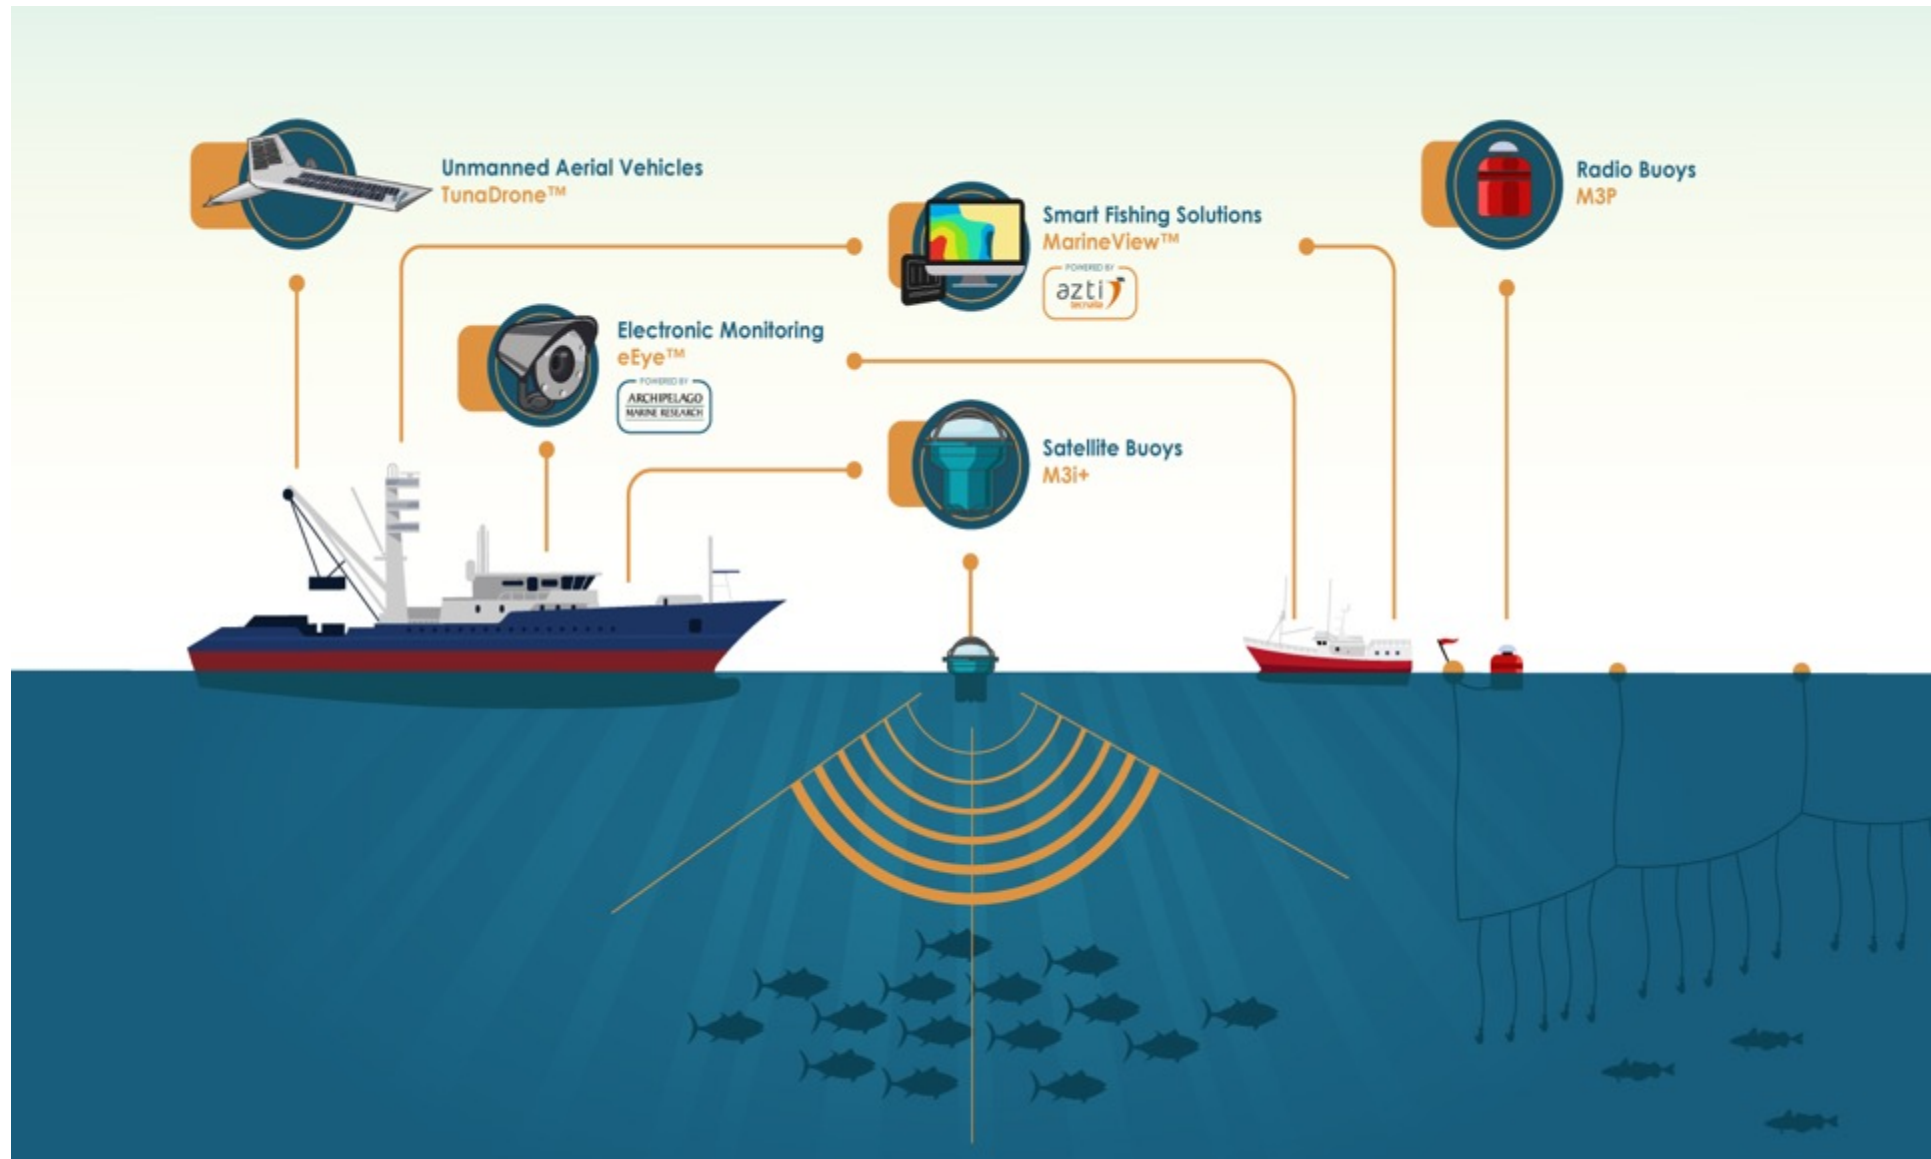 Unmanned Aerial Vehicles
TunaDrone™
Smart Fishing Solutions
MarineView™
POWERED BY
azti
tecnalia
Radio Buoys
M3P
Electronic Monitoring
eEye™
POWERED BY
ARCHIPELAGO
MARINE RESEARCH
Satellite Buoys
M3i+